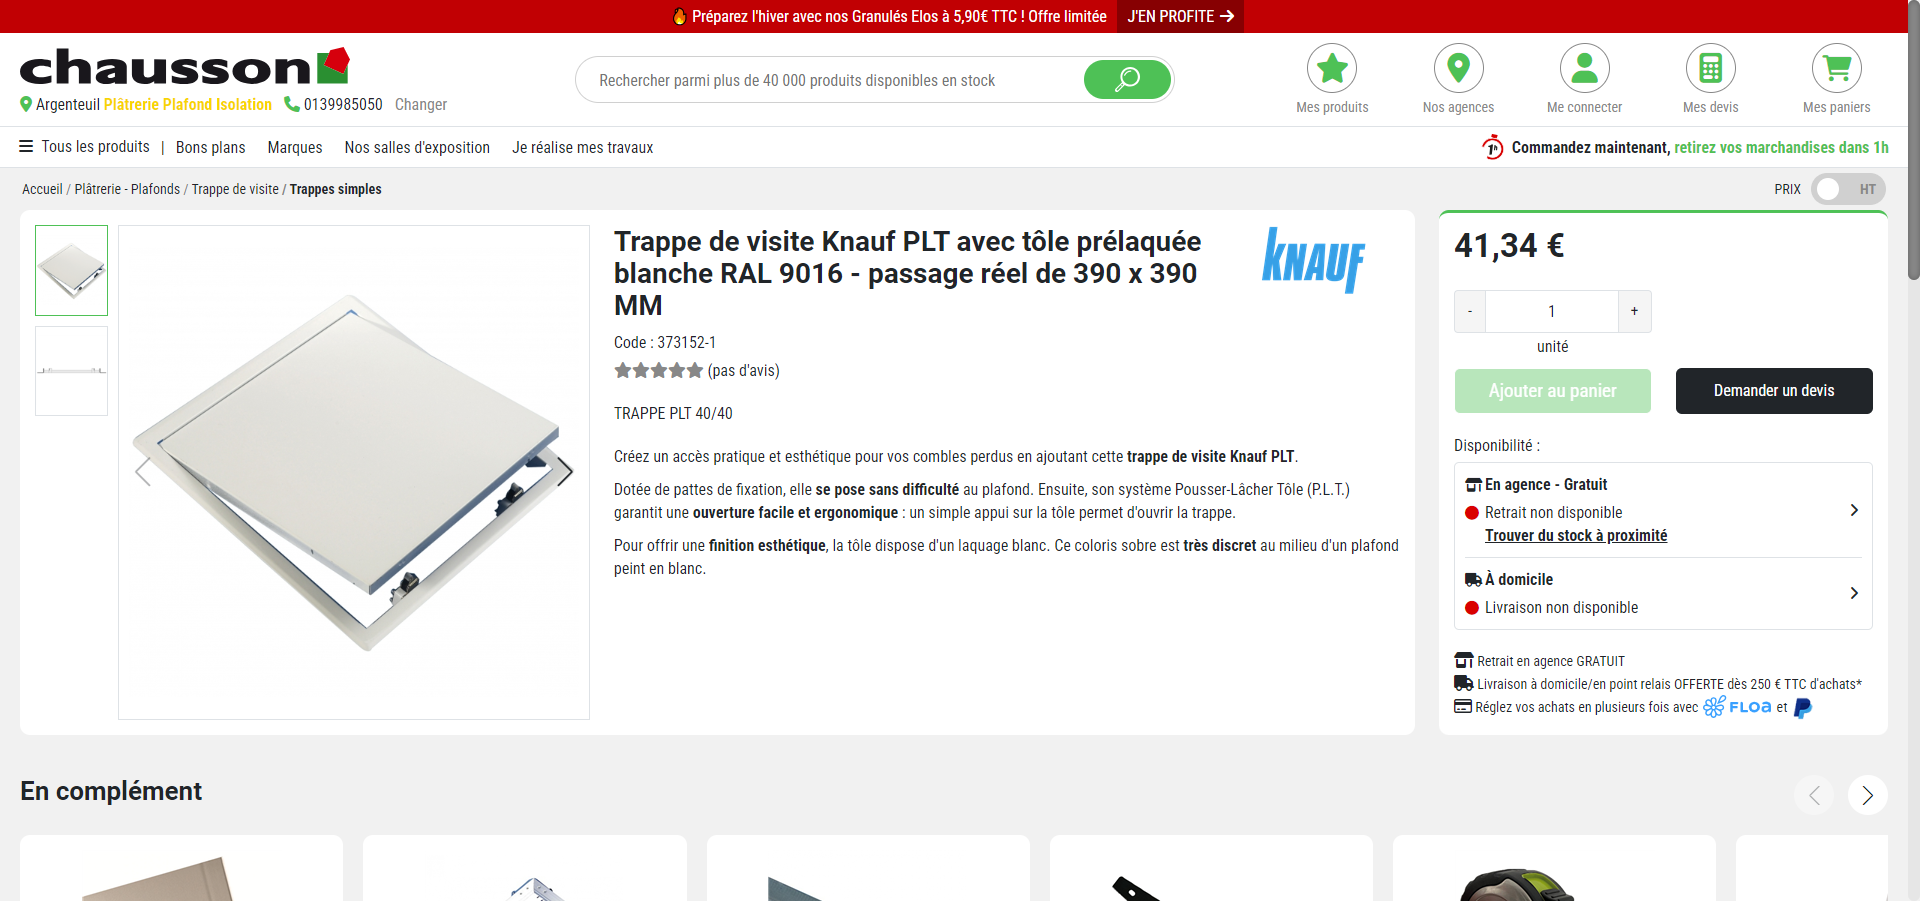 🔥 Préparez l'hiver avec nos Granulés Elos à 5,90€ TTC ! Offre limitée J'EN PROFITE →
chausson
Argenteuil Plâtrerie Plafond Isolation 0139985050 Changer
Rechercher parmi plus de 40 000 produits disponibles en stock
Mes produits
Nos agences
Me connecter
Mes devis
Mes paniers
Tous les produits | Bons plans Marques Nos salles d'exposition Je réalise mes travaux
1h Commandez maintenant, retirez vos marchandises dans 1h
Accueil / Plâtrerie - Plafonds / Trappe de visite / Trappes simples
PRIX HT
Trappe de visite Knauf PLT avec tôle prélaquée
blanche RAL 9016 - passage réel de 390 x 390
MM
KNAUF
Code : 373152-1
(pas d'avis)
TRAPPE PLT 40/40
Créez un accès pratique et esthétique pour vos combles perdus en ajoutant cette trappe de visite Knauf PLT.
Dotée de pattes de fixation, elle se pose sans difficulté au plafond. Ensuite, son système Pousser-Lâcher Tôle (P.L.T.)
garantit une ouverture facile et ergonomique : un simple appui sur la tôle permet d'ouvrir la trappe.
Pour offrir une finition esthétique, la tôle dispose d'un laquage blanc. Ce coloris sobre est très discret au milieu d'un plafond
peint en blanc.
41,34 €
- 1 +
unité
Ajouter au panier
Demander un devis
Disponibilité :
En agence - Gratuit
Retrait non disponible
Trouver du stock à proximité
À domicile
Livraison non disponible
Retrait en agence GRATUIT
Livraison à domicile/en point relais OFFERTE dès 250 € TTC d'achats*
Réglez vos achats en plusieurs fois avec FLOA et
En complément